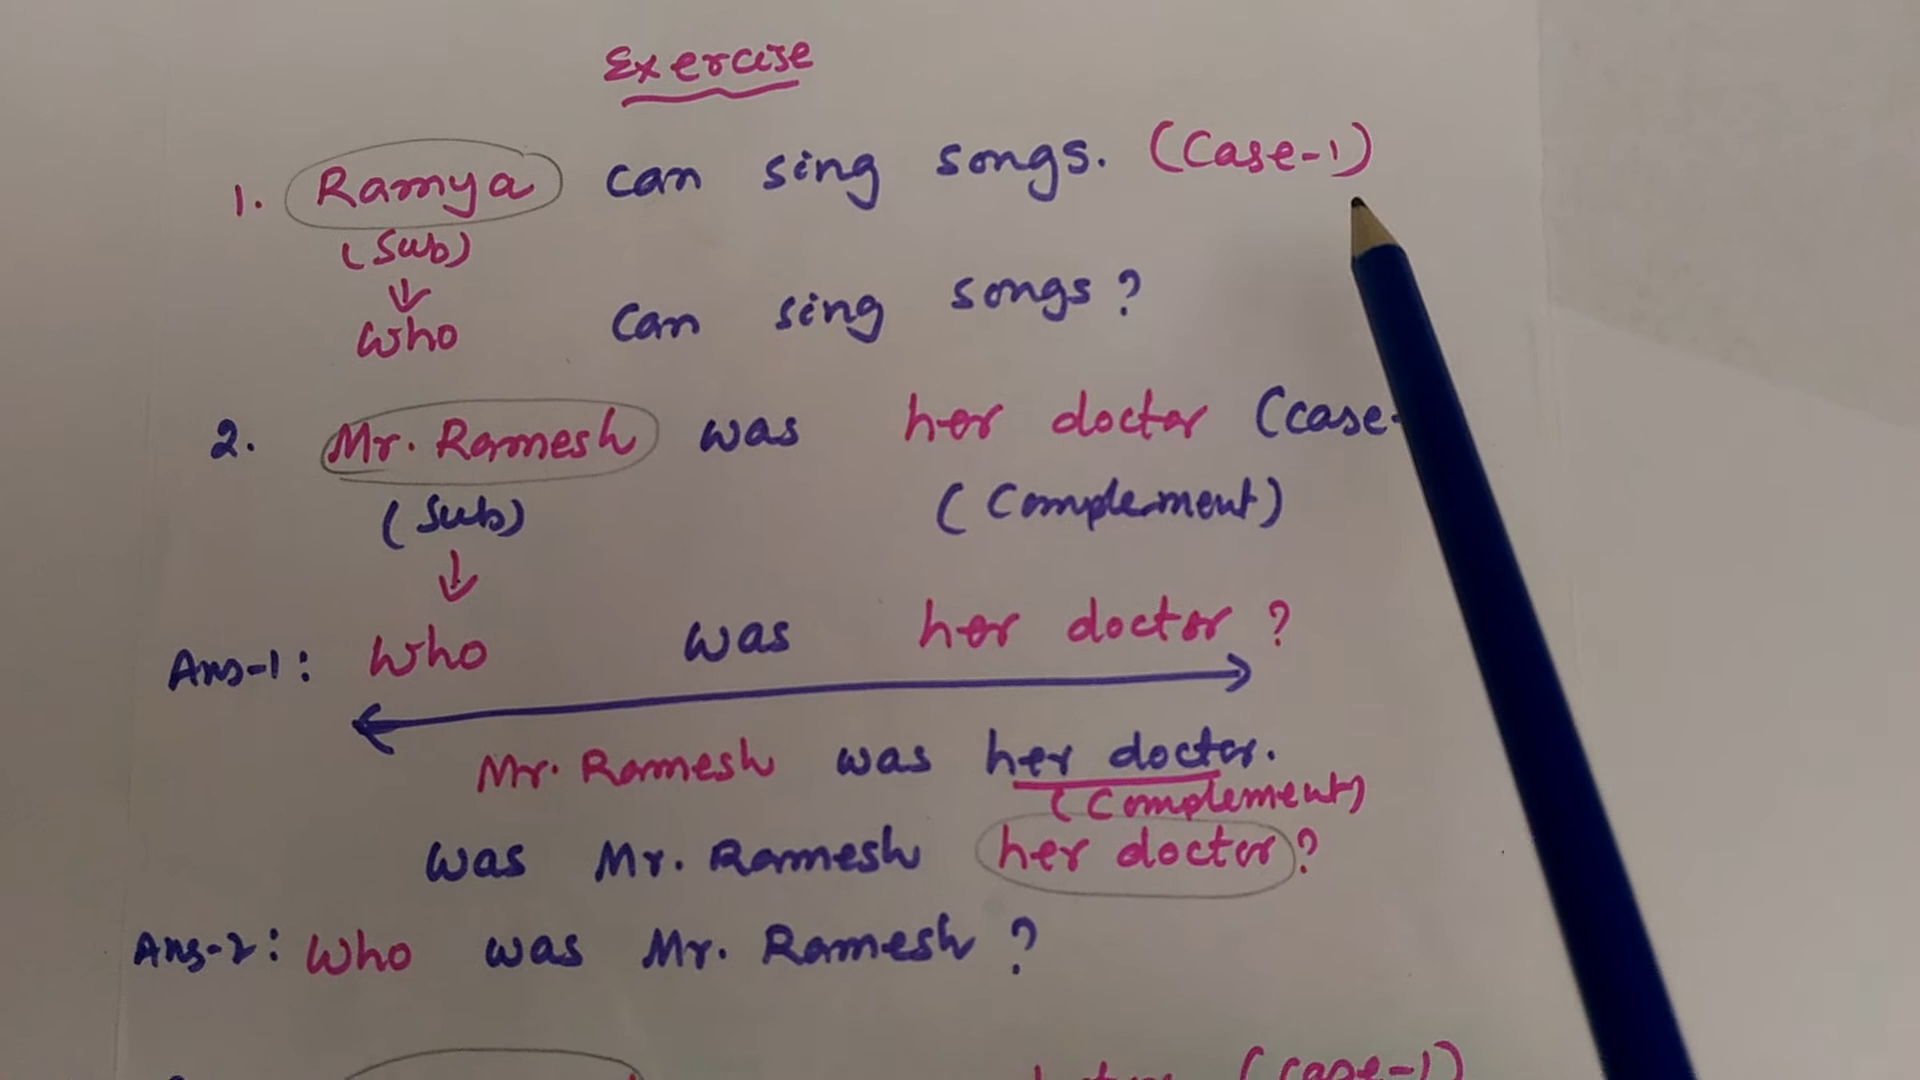 Exercise
1. Ramya can sing songs. (Case-1)
(Sub)
↓
Who can sing songs?
2. Mr. Ramesh was her doctor (case-
(Sub) (Complement)
↓
Ans-1: Who was her doctor?
Mr. Ramesh was her doctor.
(Complement)
was Mr. Ramesh her doctor?
Ans-2: Who was Mr. Ramesh?
(case-1)